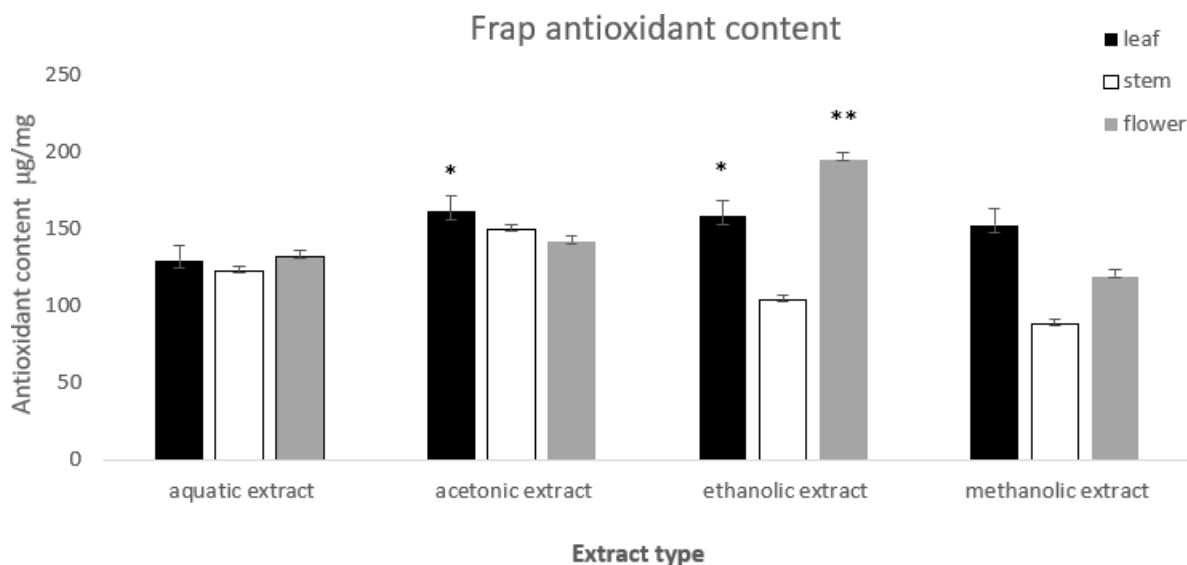 Frap antioxidant content
leaf
stem
flower
Antioxidant content µg/mg
250
200
150
100
50
0
*
*
**
aquatic extract
acetonic extract
ethanolic extract
methanolic extract
Extract type